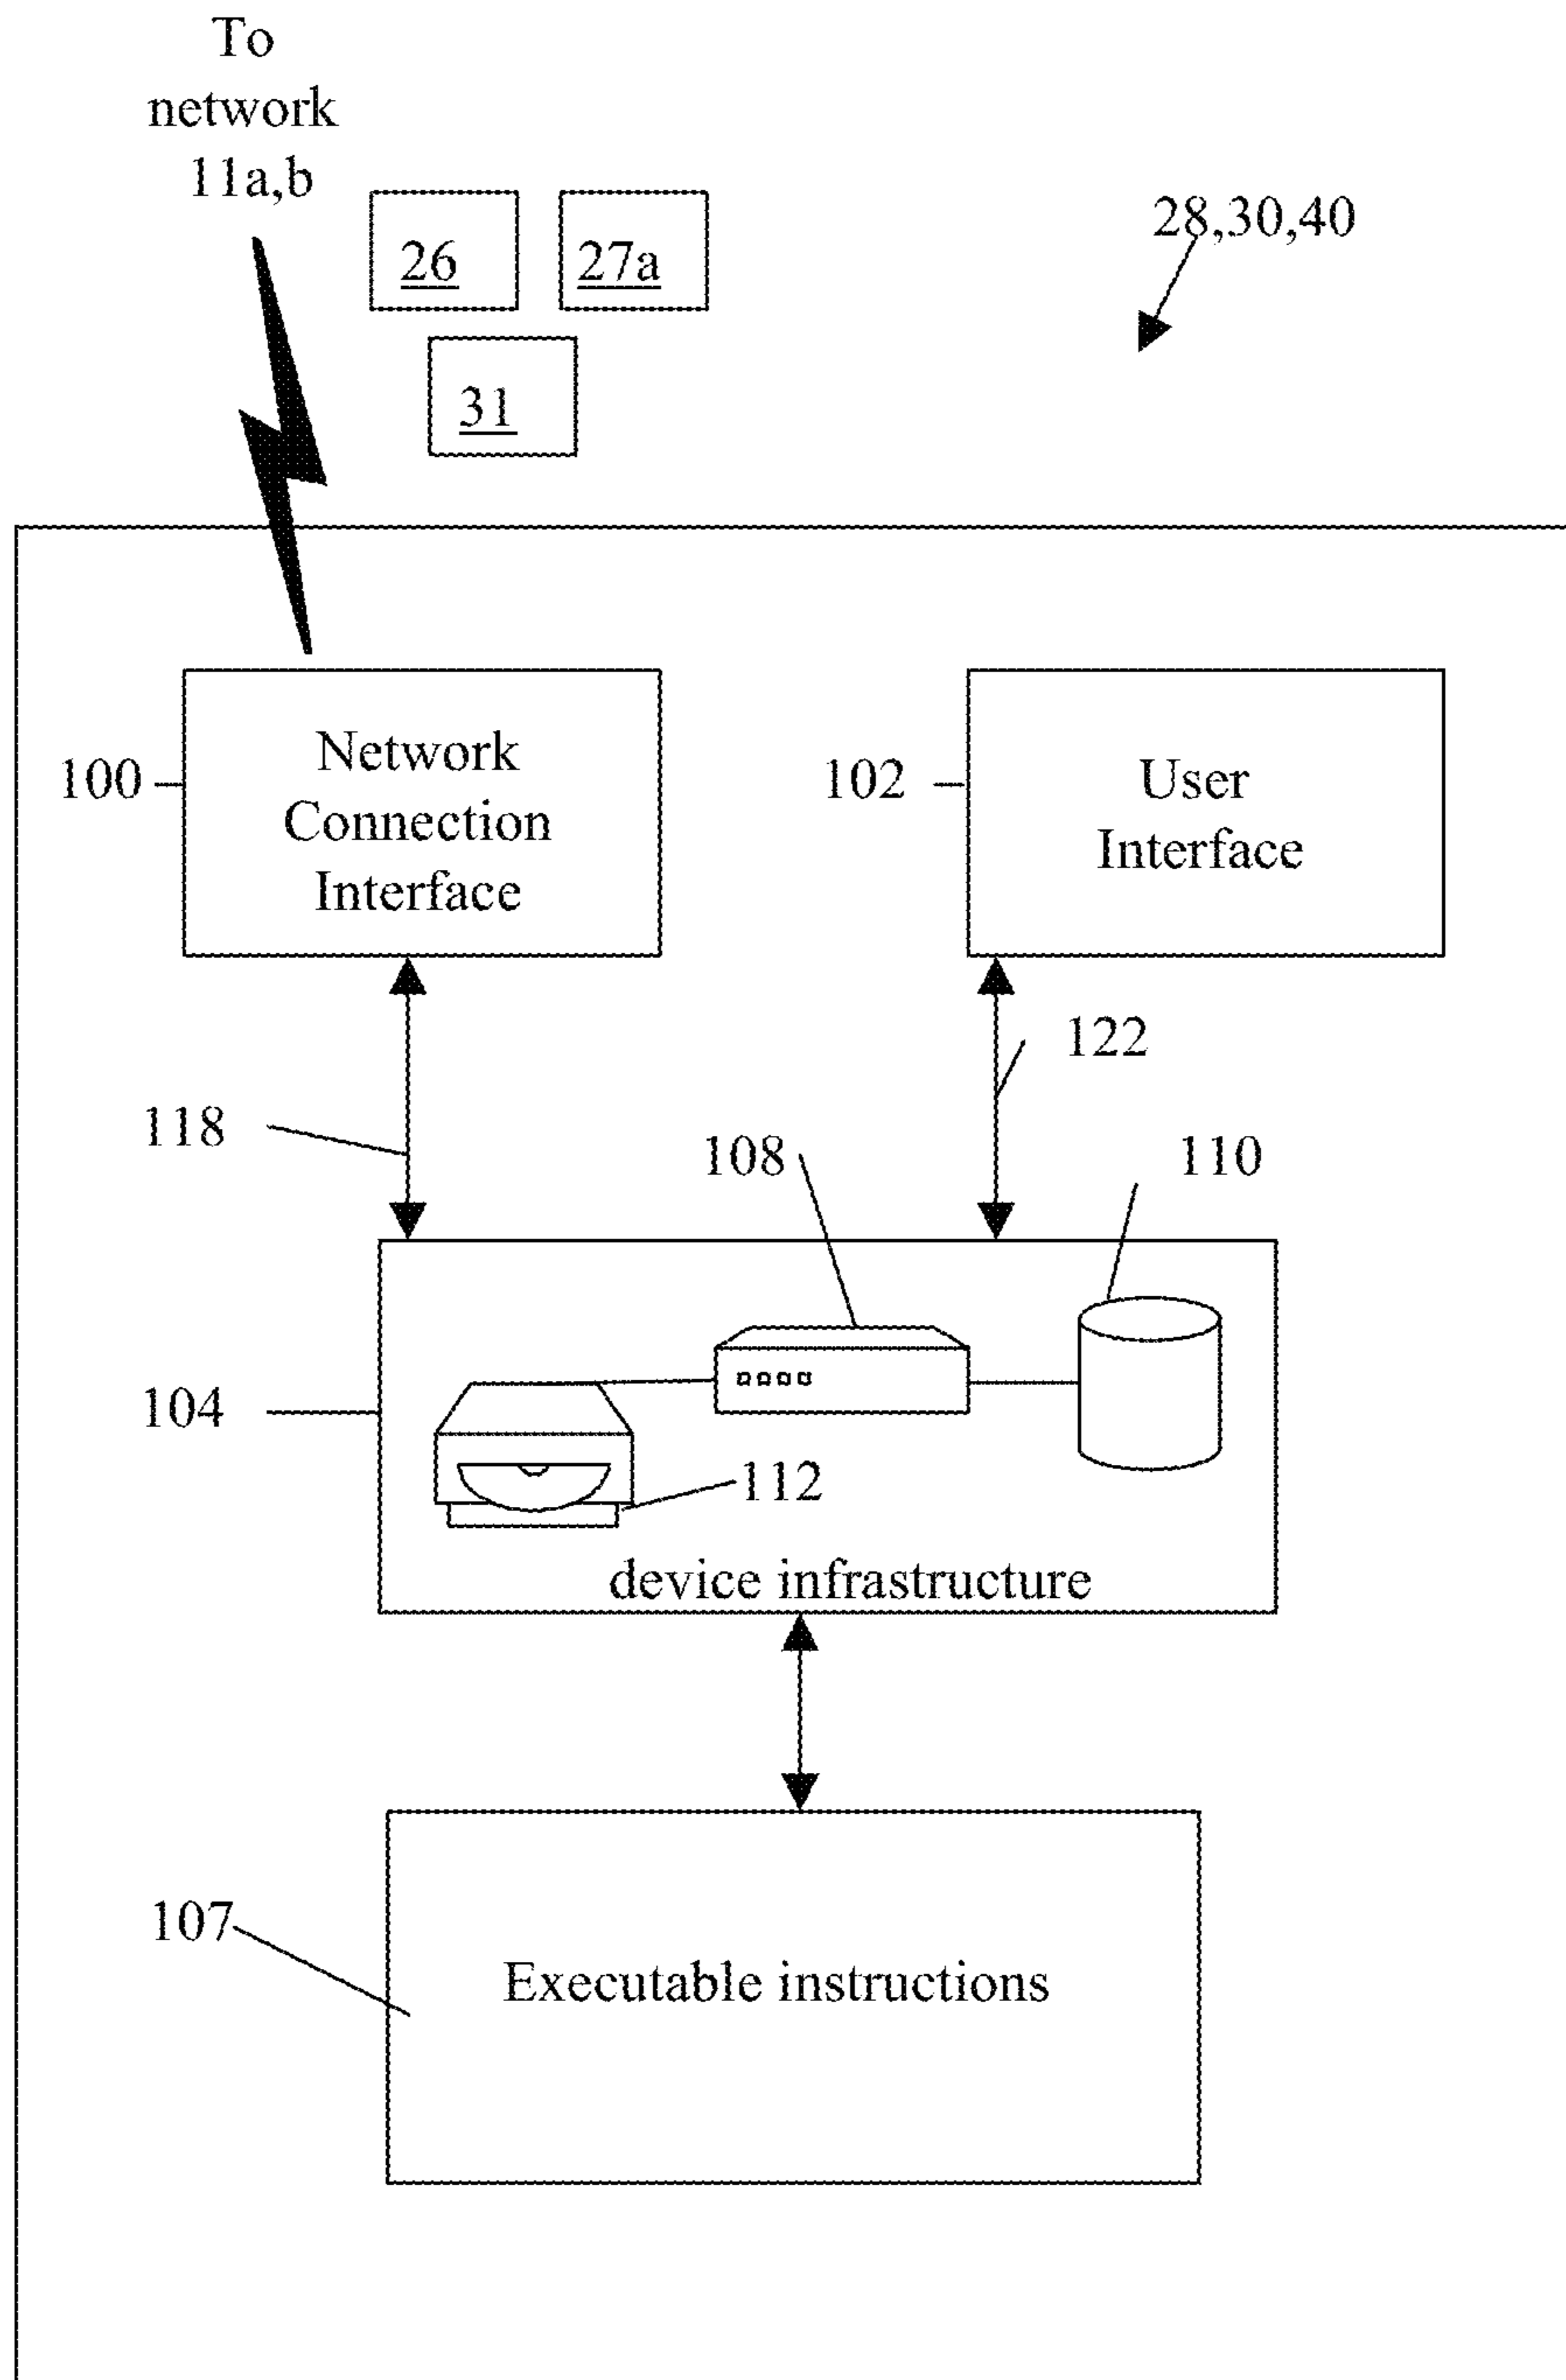 To
network
11a,b
26
27a
31
28,30,40
100
Network
Connection
Interface
102
User
Interface
122
118
108
110
104
112
device infrastructure
107
Executable instructions